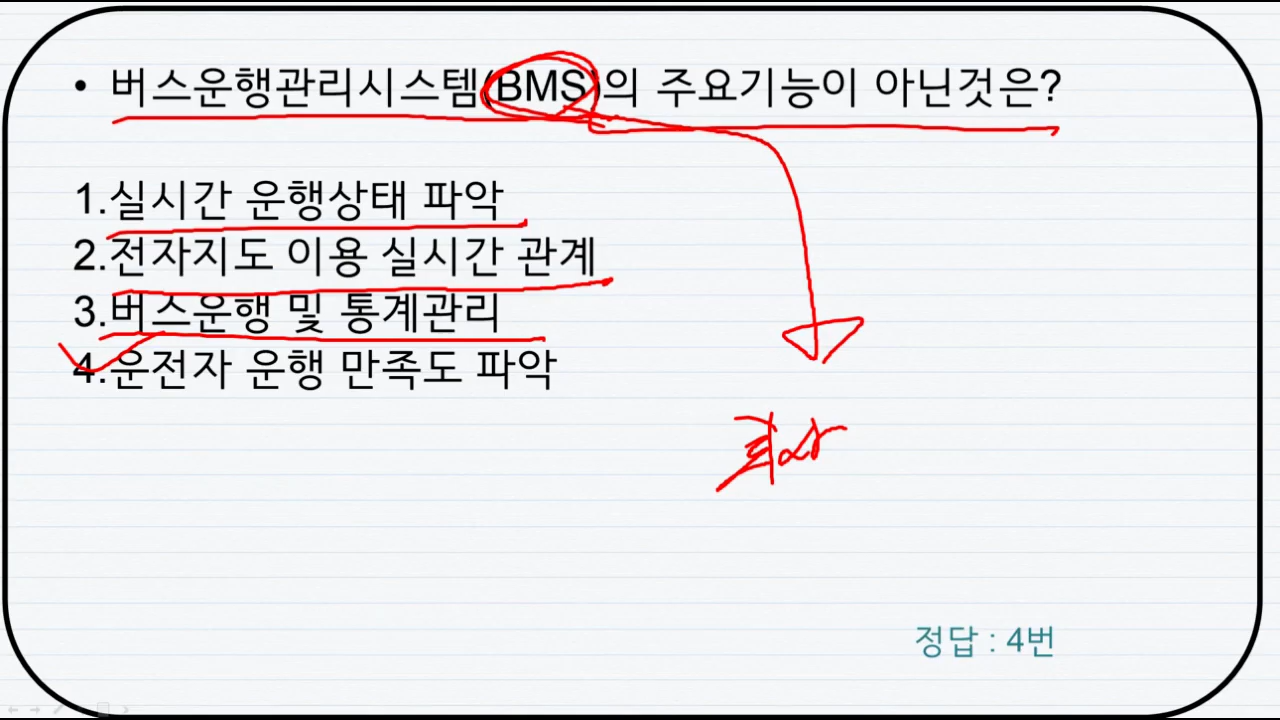 • 버스운행관리시스템(BMS)의 주요기능이 아닌것은?
1.실시간 운행상태 파악
2.전자지도 이용 실시간 관계
3.버스운행 및 통계관리
4.운전자 운행 만족도 파악
정답 : 4번